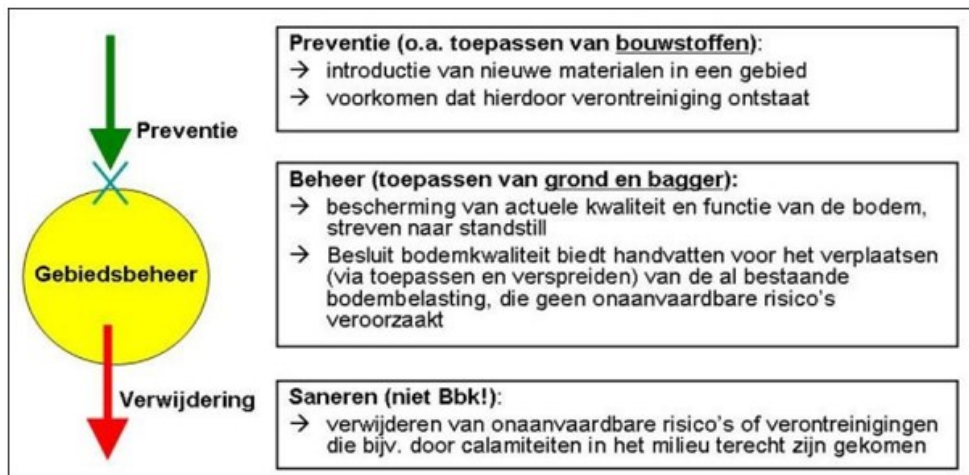 Preventie
Gebiedsbeheer
Verwijdering
Preventie (o.a. toepassen van bouwstoffen):
→ introductie van nieuwe materialen in een gebied
→ voorkomen dat hierdoor verontreiniging ontstaat
Beheer (toepassen van grond en bagger):
→ bescherming van actuele kwaliteit en functie van de bodem,
streven naar standstill
→ Besluit bodemkwaliteit biedt handvatten voor het verplaatsen
(via toepassen en verspreiden) van de al bestaande
bodembelasting, die geen onaanvaardbare risico's
veroorzaakt
Saneren (niet Bbk!):
→ verwijderen van onaanvaardbare risico's of verontreinigingen
die bijv. door calamiteiten in het milieu terecht zijn gekomen